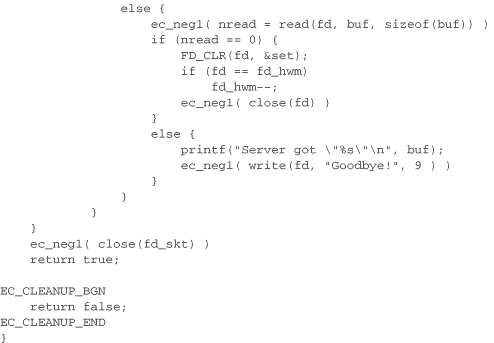 else {
ec_neg1( nread = read(fd, buf, sizeof(buf)) )
if (nread == 0) {
FD_CLR(fd, &set);
if (fd == fd_hwm)
fd_hwm--;
ec_neg1( close(fd) )
}
else {
printf("Server got \"%s\"\n", buf);
ec_neg1( write(fd, "Goodbye!", 9 ) )
}
}
}
}
ec_neg1( close(fd_skt) )
return true;
EC_CLEANUP_BGN
return false;
EC_CLEANUP_END
}